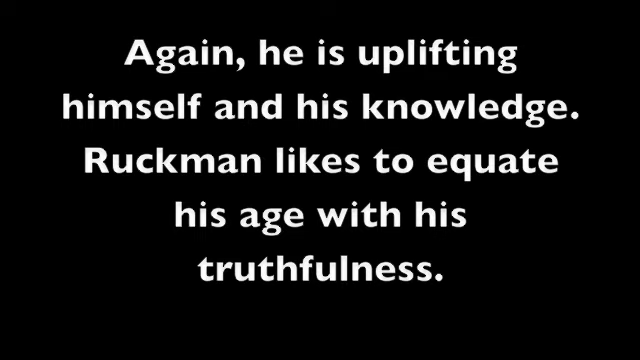 Again, he is uplifting
himself and his knowledge.
Ruckman likes to equate
his age with his
truthfulness.